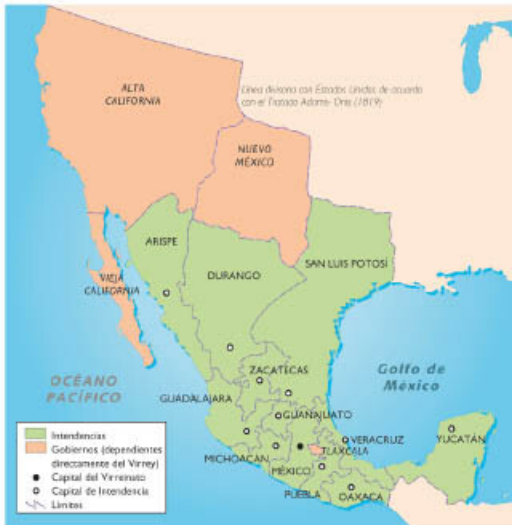 ALTA
CALIFORNIA
Línea divisoria con Estados Unidos de acuerdo
con el Tratado Adams- Onís (1819)
NUEVO
MÉXICO
ARISPE
SAN LUIS POTOSÍ
DURANGO
VIEJA
CALIFORNIA
ZACATECAS
Golfo de
México
OCÉANO
PACÍFICO
GUADALAJARA
GUANAJUATO
VERACRUZ
YUCATÁN
TLAXCALA
MICHOACÁN
MÉXICO
PUEBLA
OAXACA
Intendencias
Gobiernos (dependientes
directamente del Virrey)
Capital del Virreinato
Capital de Intendencia
Límites